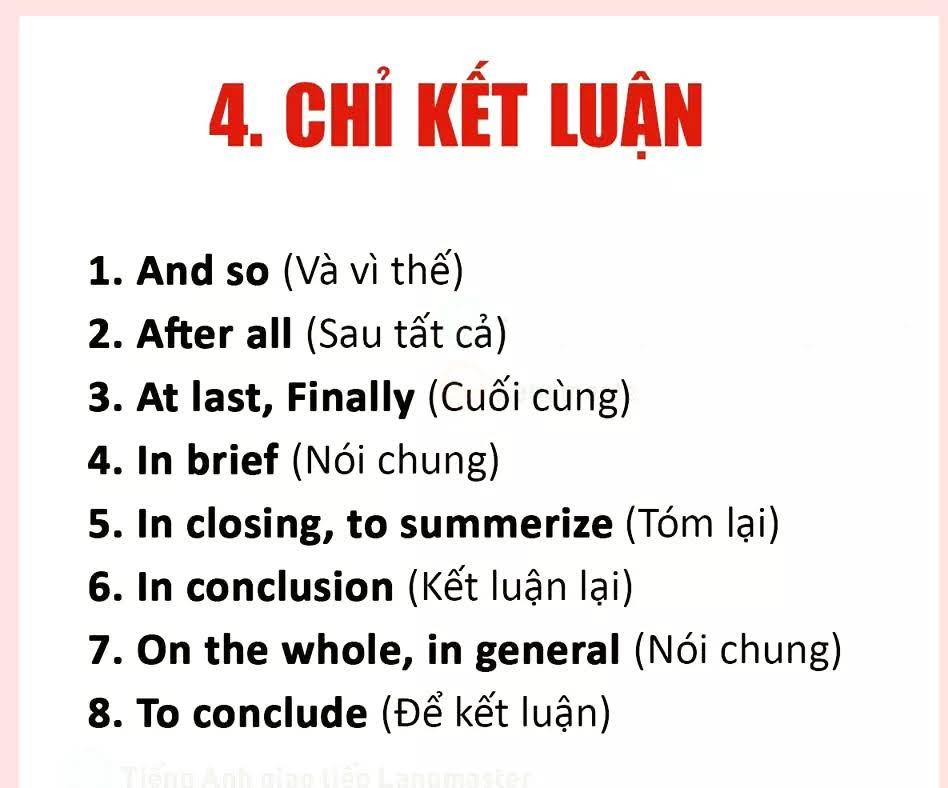 4. CHỈ KẾT LUẬN
1. And so (Và vì thế)
2. After all (Sau tất cả)
3. At last, Finally (Cuối cùng)
4. In brief (Nói chung)
5. In closing, to summerize (Tóm lại)
6. In conclusion (Kết luận lại)
7. On the whole, in general (Nói chung)
8. To conclude (Để kết luận)
Tiếng Anh giao tiếp Langmaster